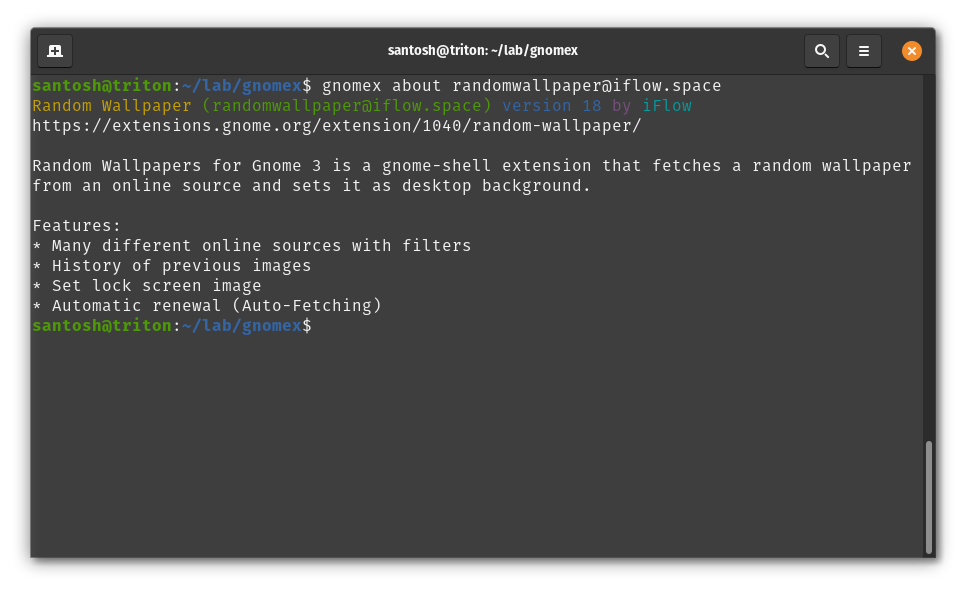 santosh@triton: ~/lab/gnomex
santosh@triton:~/lab/gnomex$ gnomex about randomwallpaper@iflow.space
Random Wallpaper (randomwallpaper@iflow.space) version 18 by iFlow
https://extensions.gnome.org/extension/1040/random-wallpaper/
Random Wallpapers for Gnome 3 is a gnome-shell extension that fetches a random wallpaper
from an online source and sets it as desktop background.
Features:
* Many different online sources with filters
* History of previous images
* Set lock screen image
* Automatic renewal (Auto-Fetching)
santosh@triton:~/lab/gnomex$